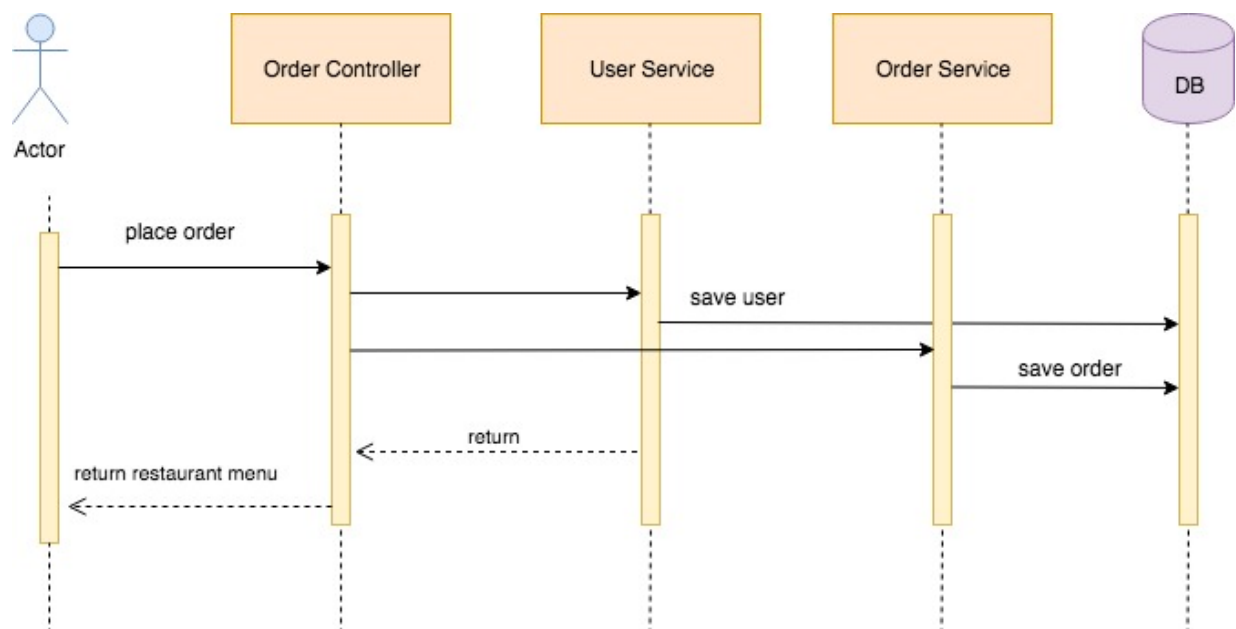 Order Controller
User Service
Order Service
DB
Actor
place order
save user
save order
return
return restaurant menu